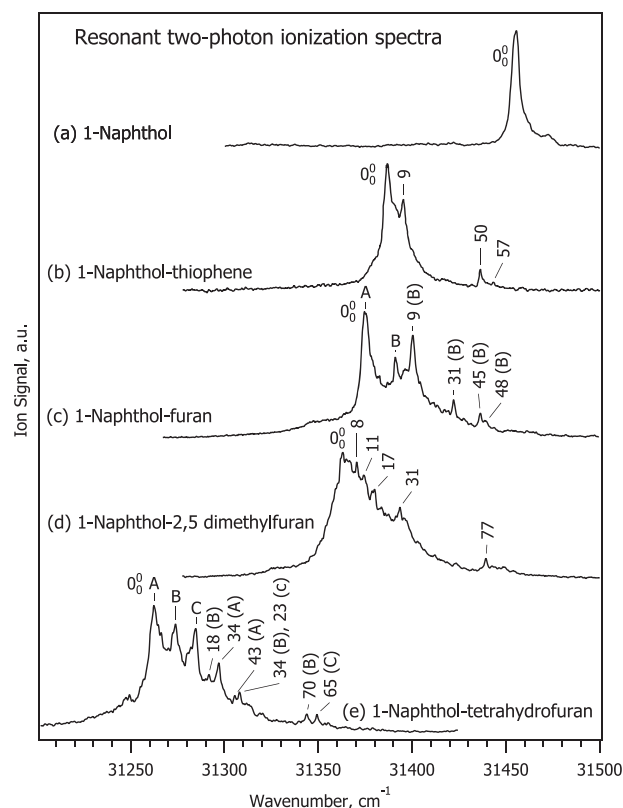 Resonant two-photon ionization spectra
0⁰₀
(a) 1-Naphthol
0⁰₀
9
50
57
(b) 1-Naphthol-thiophene
0⁰₀
A
B
9 (B)
31 (B)
45 (B)
48 (B)
(c) 1-Naphthol-furan
0⁰₀
8
11
17
31
77
(d) 1-Naphthol-2,5 dimethylfuran
0⁰₀
A
B
C
18 (B)
34 (A)
43 (A)
34 (B), 23 (c)
70 (B)
65 (C)
(e) 1-Naphthol-tetrahydrofuran
Ion Signal, a.u.
31250
31300
31350
31400
31450
31500
Wavenumber, cm⁻¹